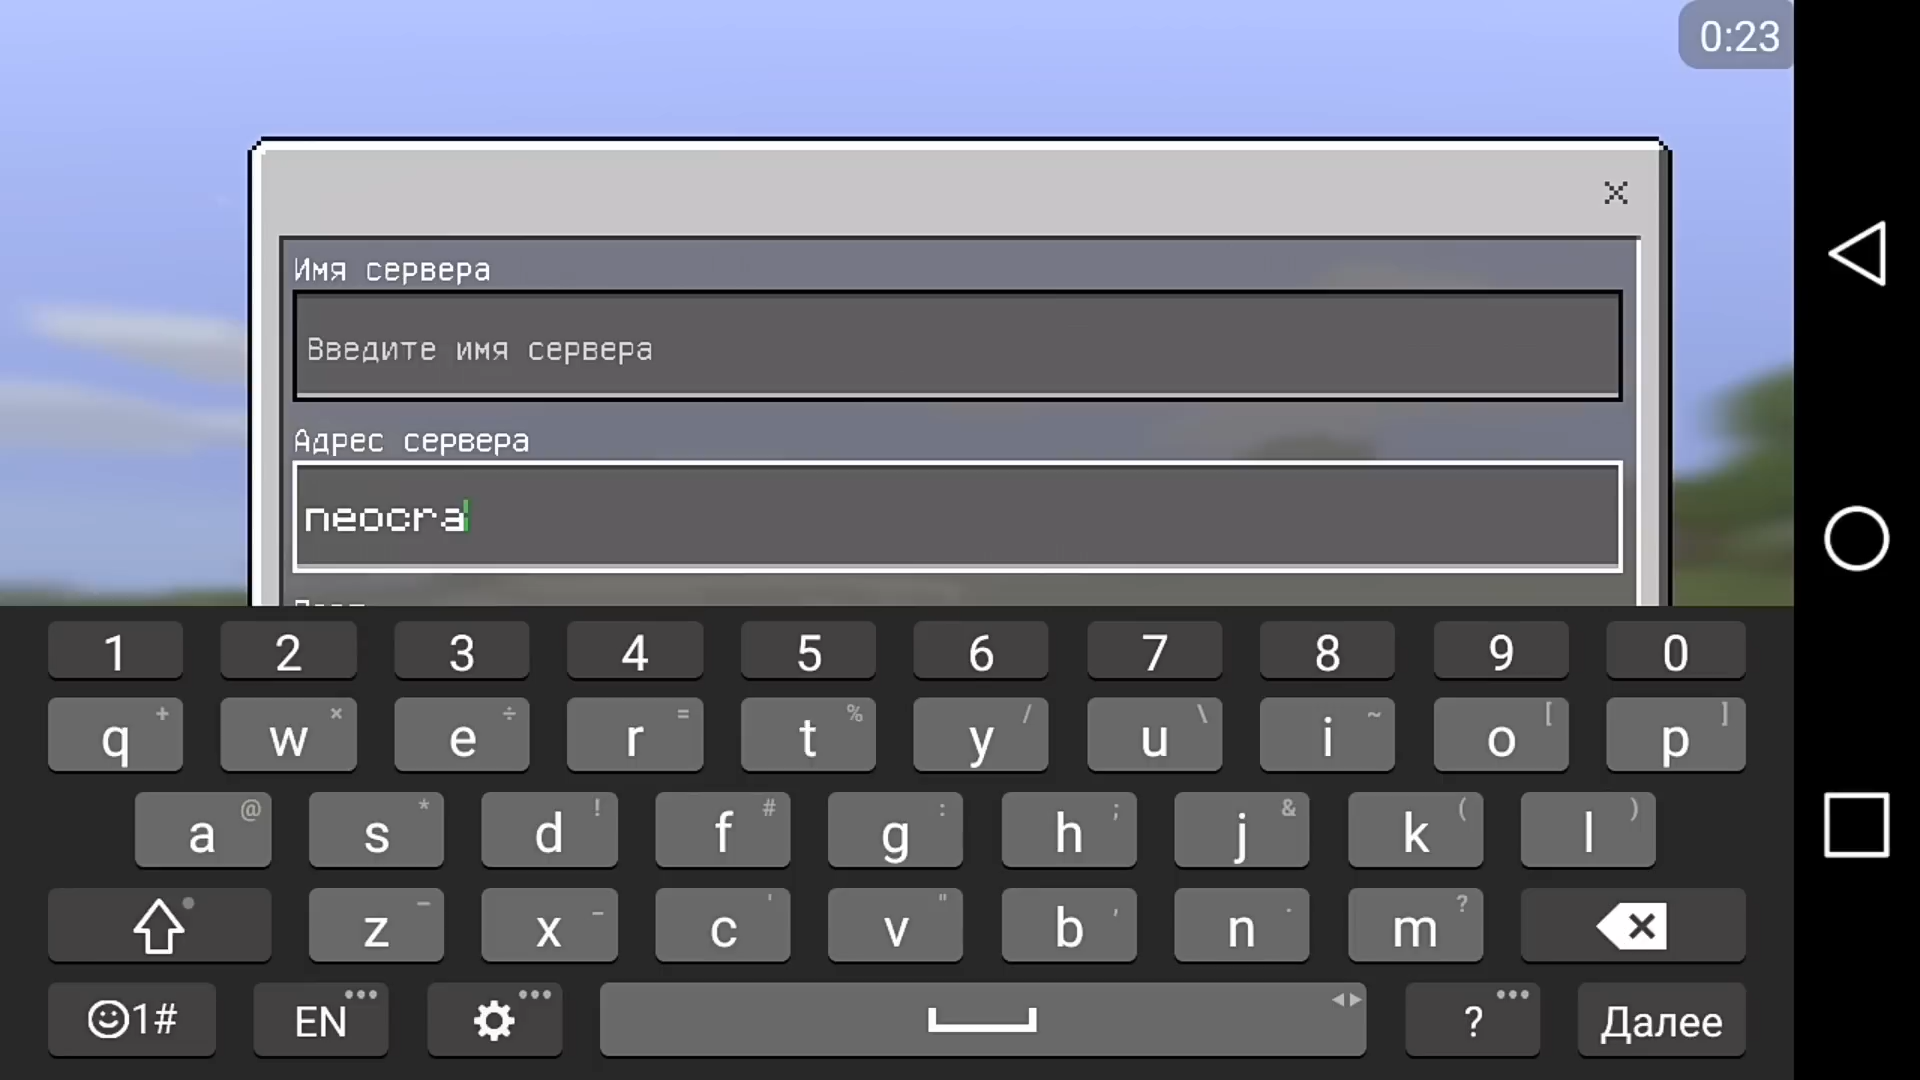 0:23
Имя сервера
Введите имя сервера
Адрес сервера
neocra
1 2 3 4 5 6 7 8 9 0
q + w × e ÷ r = t % y / u \ i ~ o [ p ]
a @ s * d ! f # g : h ; j & k ( l )
z – x _ c ' v " b , n . m ?
1# EN ? Далее